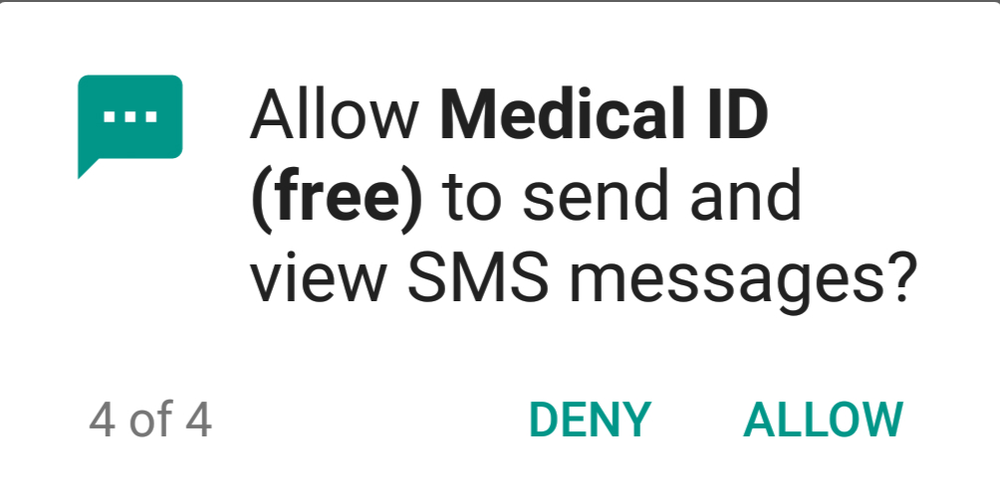 Allow Medical ID
(free) to send and
view SMS messages?
4 of 4 DENY ALLOW